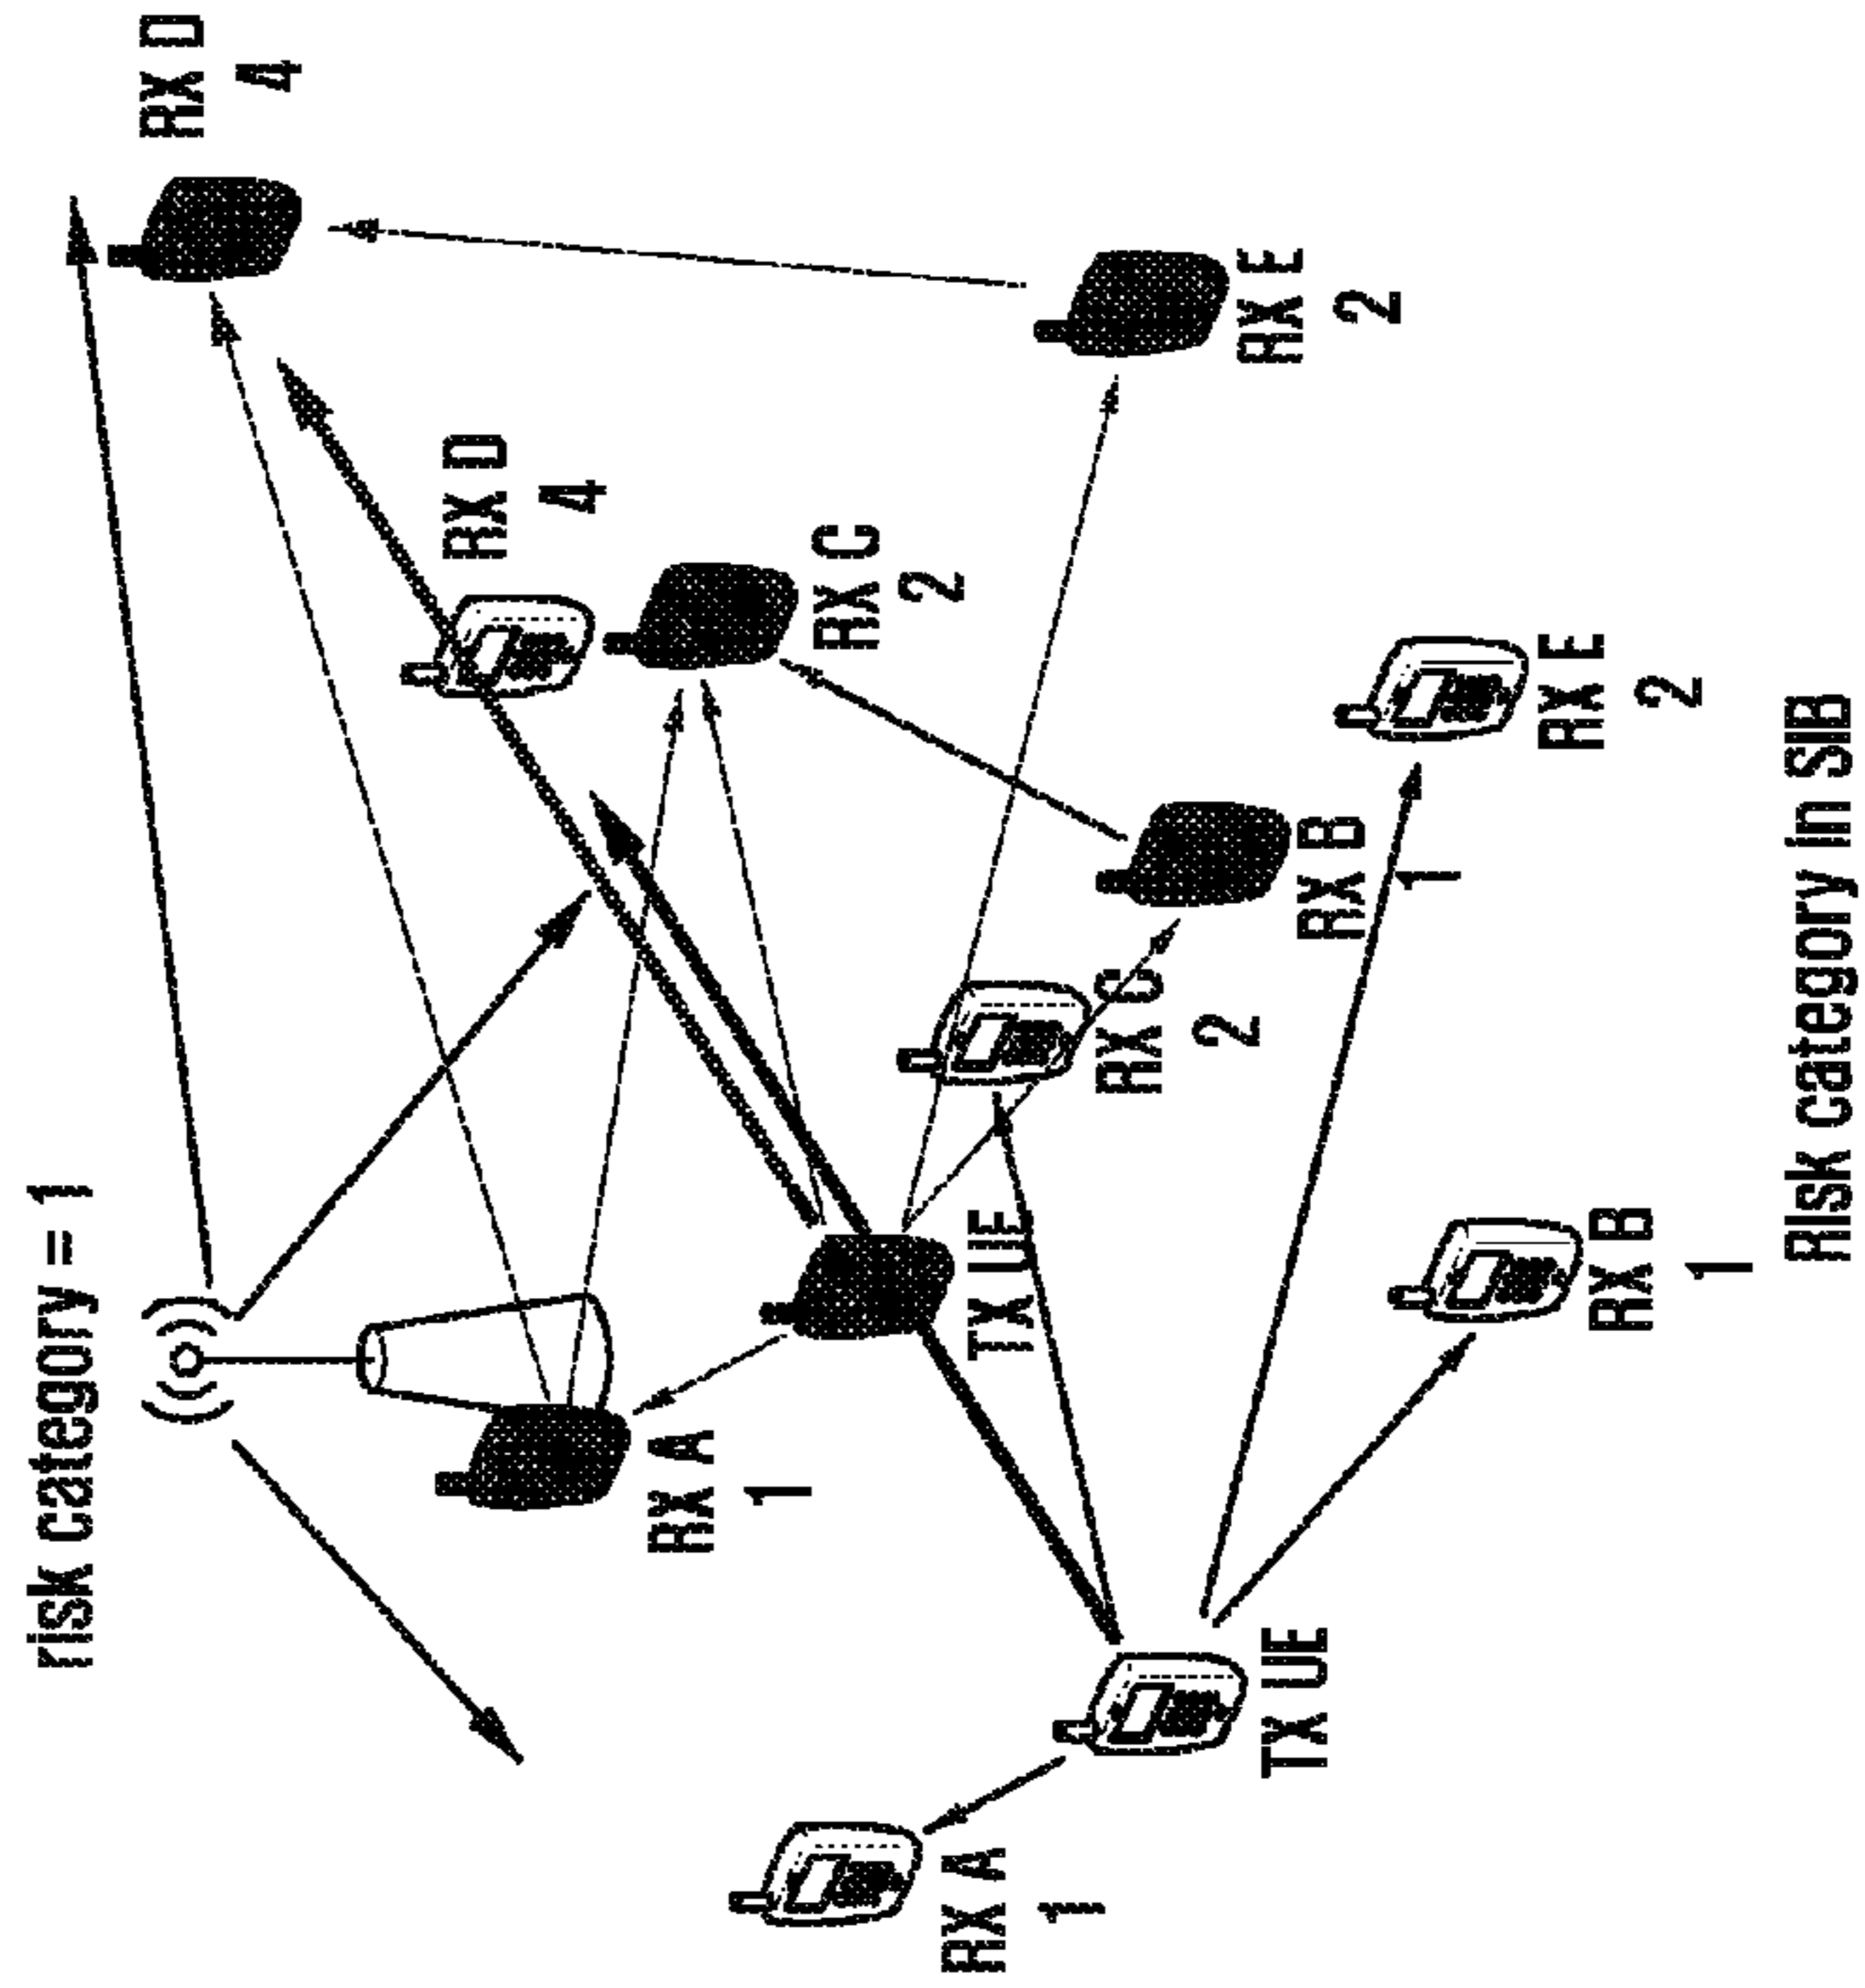 risk category = 1
RX D
4
RX D
4
RX A
1
RX C
2
RX A
1
TX UE
RX C
2
RX E
2
TX UE
RX B
1
RX E
2
RX B
1
Risk category in SIB